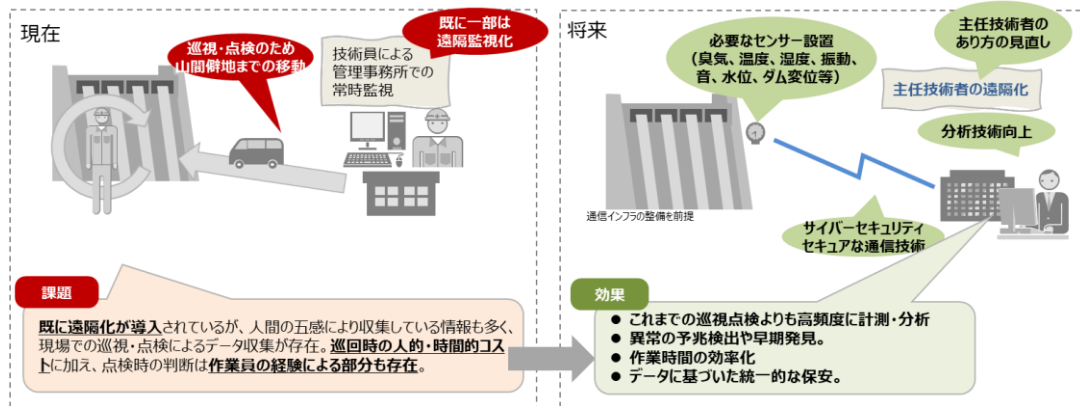 現在
巡視・点検のため
山間僻地までの移動
技術員による
管理事務所での
常時監視
既に一部は
遠隔監視化
課題
既に遠隔化が導入されているが、人間の五感により収集している情報も多く、
現場での巡視・点検によるデータ収集が存在。巡回時の人的・時間的コス
トに加え、点検時の判断は作業員の経験による部分も存在。
将来
必要なセンサー設置
(臭気、温度、湿度、振動、
音、水位、ダム変位等)
主任技術者の
あり方の見直し
主任技術者の遠隔化
分析技術向上
通信インフラの整備を前提
サイバーセキュリティ
セキュアな通信技術
効果
● これまでの巡視点検よりも高頻度に計測・分析
● 異常の予兆検出や早期発見。
● 作業時間の効率化
● データに基づいた統一的な保安。